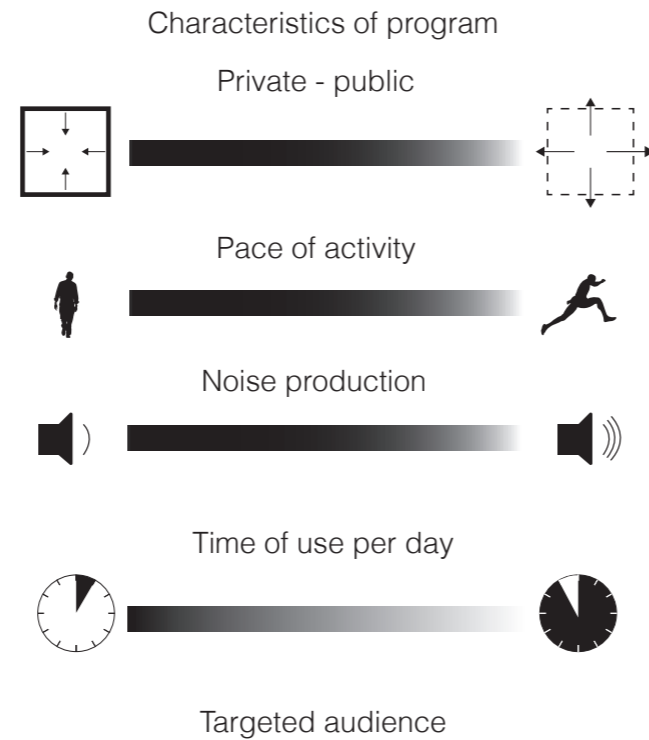 Characteristics of program
Private - public
Pace of activity
Noise production
Time of use per day
Targeted audience